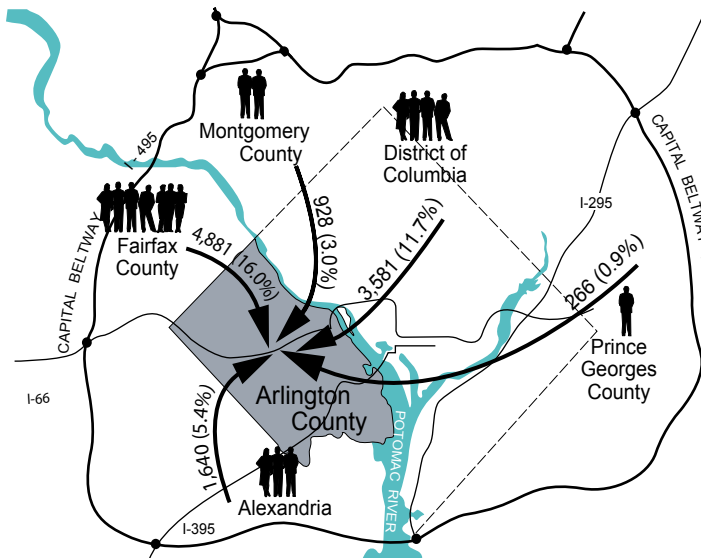 Montgomery
County
District of
Columbia
I - 495
CAPITAL BELTWAY
I-295
928 (3.0%)
Fairfax
County
4,881 (16.0%)
3,581 (11.7%)
266 (0.9%)
CAPITAL BELTWAY
Prince
Georges
County
I-66
Arlington
County
1,640 (5.4%)
POTOMAC RIVER
Alexandria
I-395